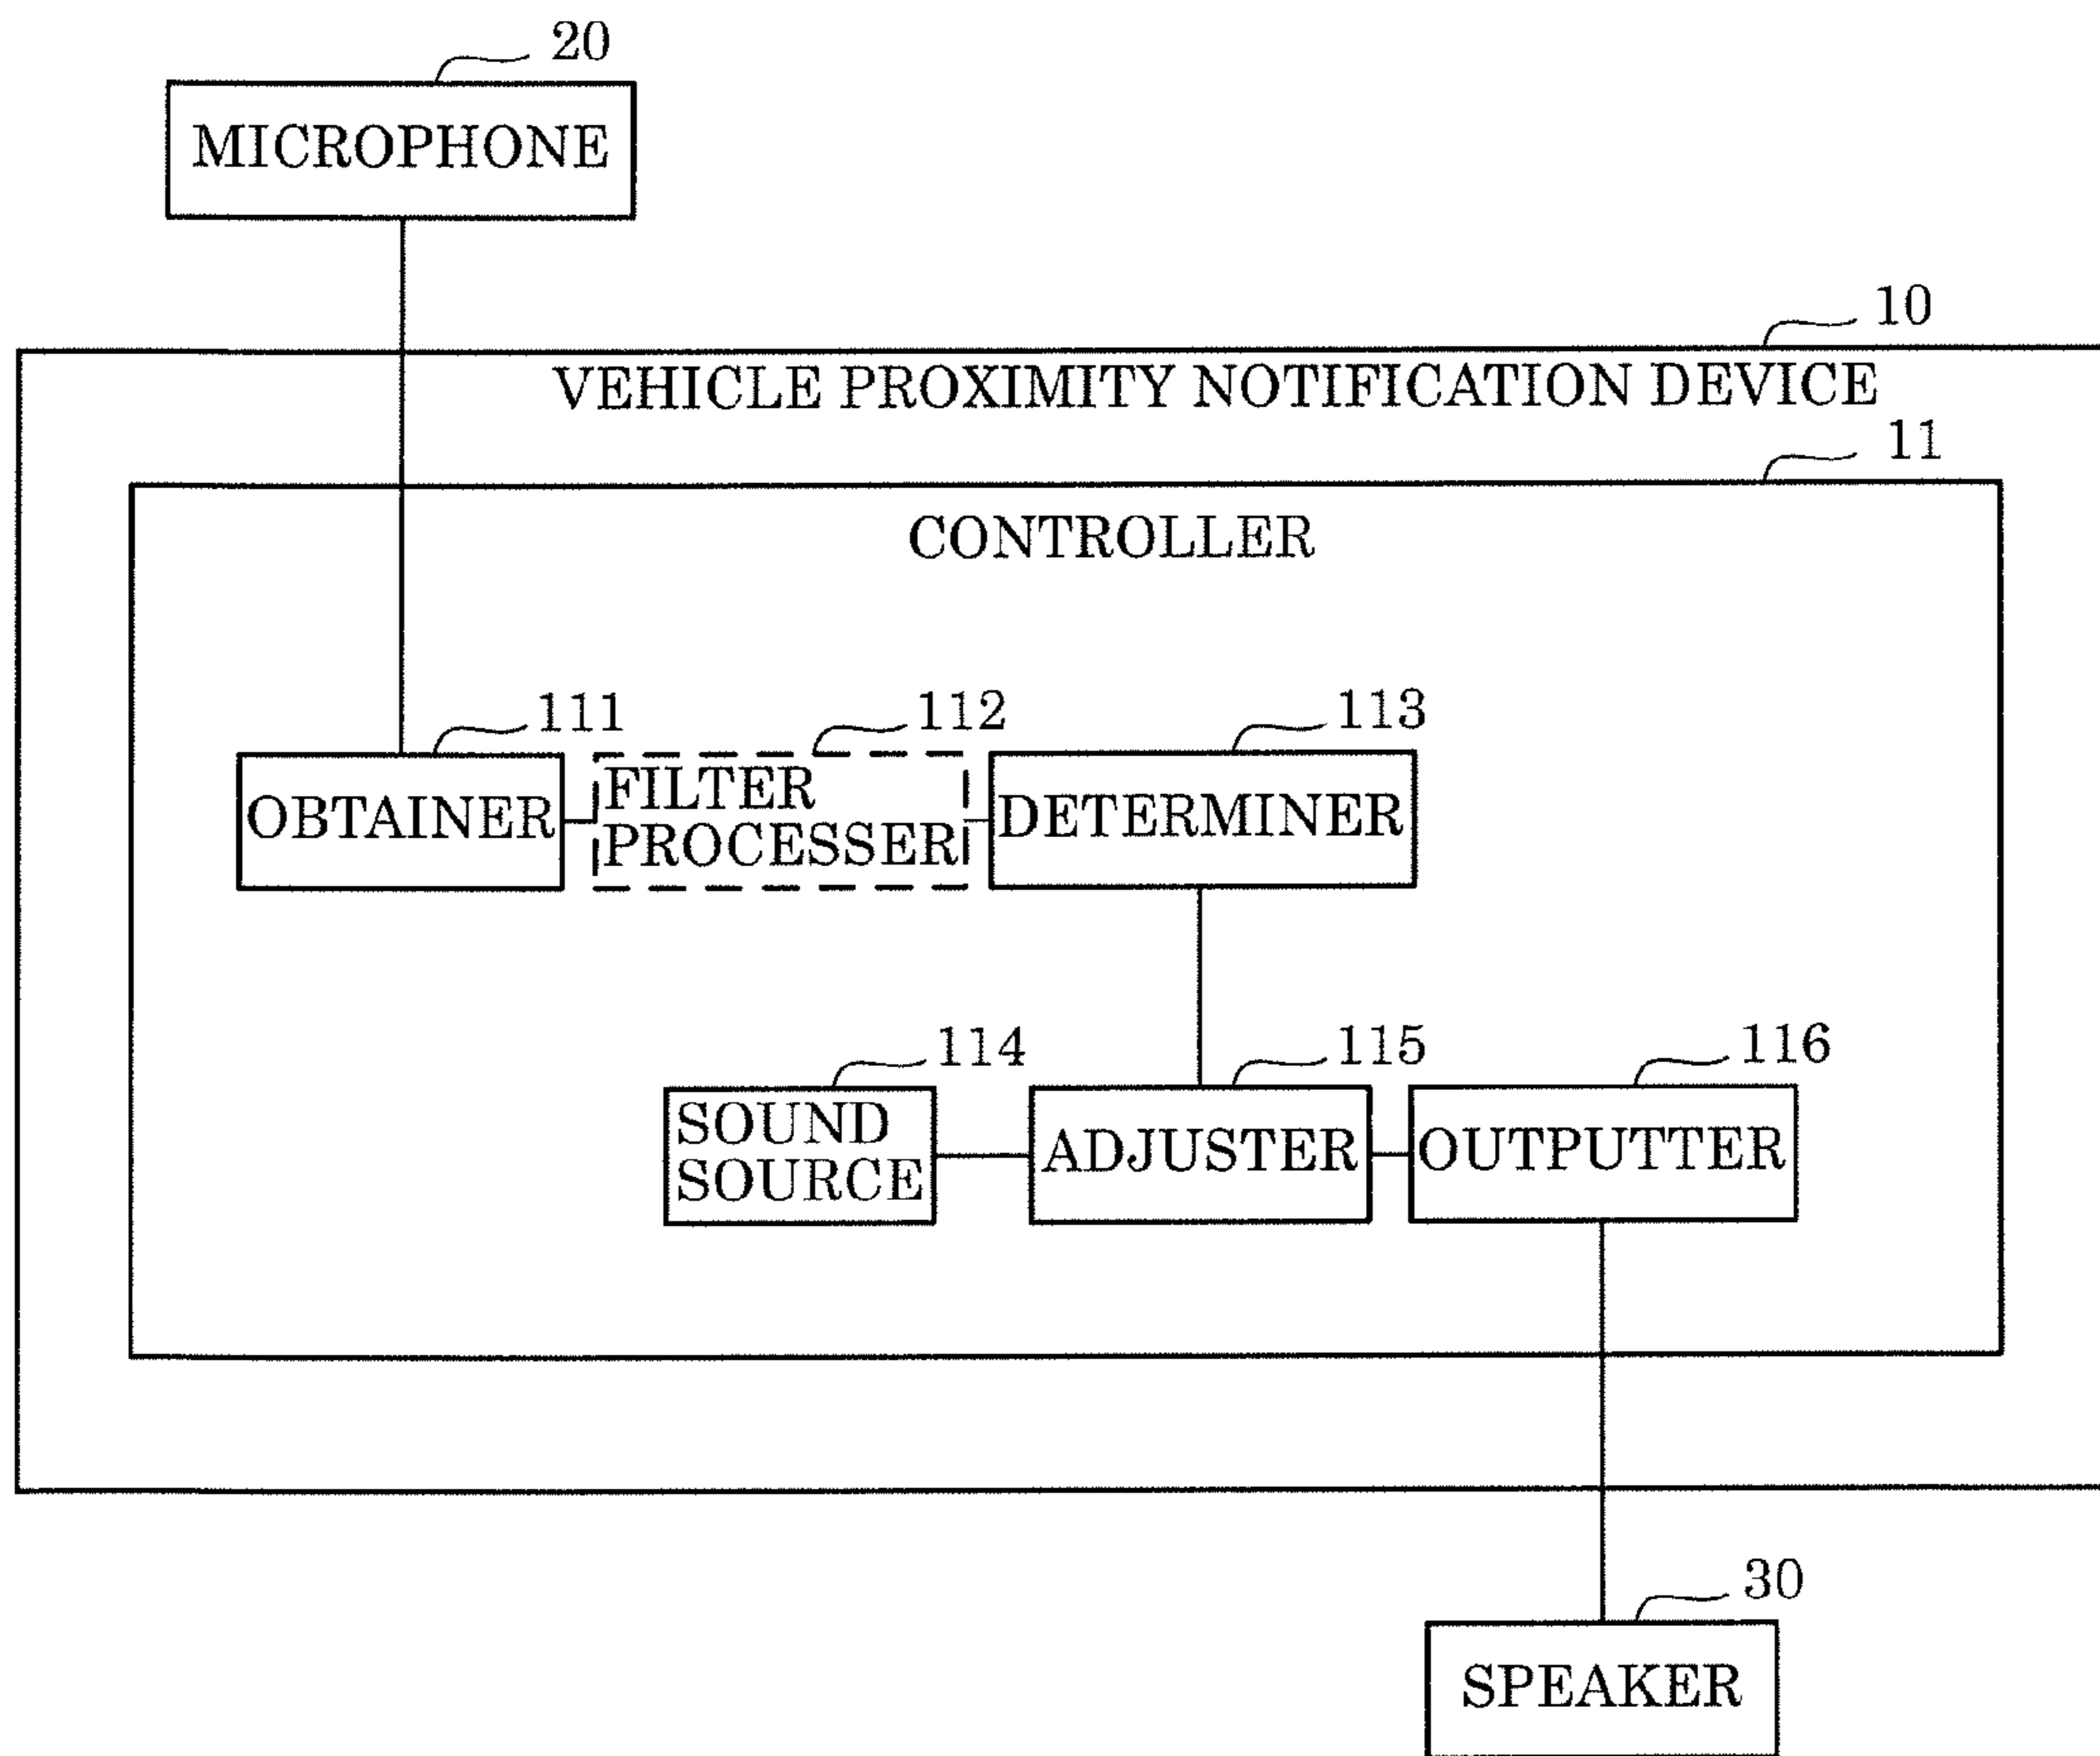 20
MICROPHONE
10
VEHICLE PROXIMITY NOTIFICATION DEVICE
11
CONTROLLER
111
112
113
OBTAINER
FILTER
PROCESSER
DETERMINER
114
115
116
SOUND
SOURCE
ADJUSTER
OUTPUTTER
30
SPEAKER